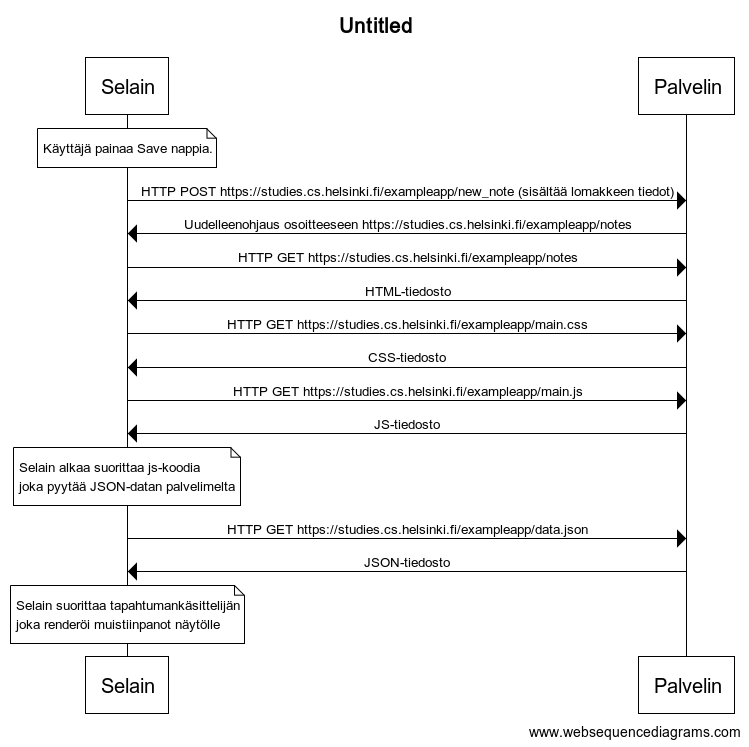 Untitled
Selain
Palvelin
Käyttäjä painaa Save nappia.
HTTP POST https://studies.cs.helsinki.fi/exampleapp/new_note (sisältää lomakkeen tiedot)
Uudelleenohjaus osoitteeseen https://studies.cs.helsinki.fi/exampleapp/notes
HTTP GET https://studies.cs.helsinki.fi/exampleapp/notes
HTML-tiedosto
HTTP GET https://studies.cs.helsinki.fi/exampleapp/main.css
CSS-tiedosto
HTTP GET https://studies.cs.helsinki.fi/exampleapp/main.js
JS-tiedosto
Selain alkaa suorittaa js-koodia
joka pyytää JSON-datan palvelimelta
HTTP GET https://studies.cs.helsinki.fi/exampleapp/data.json
JSON-tiedosto
Selain suorittaa tapahtumankäsittelijän
joka renderöi muistiinpanot näytölle
Selain
Palvelin
www.websequencediagrams.com